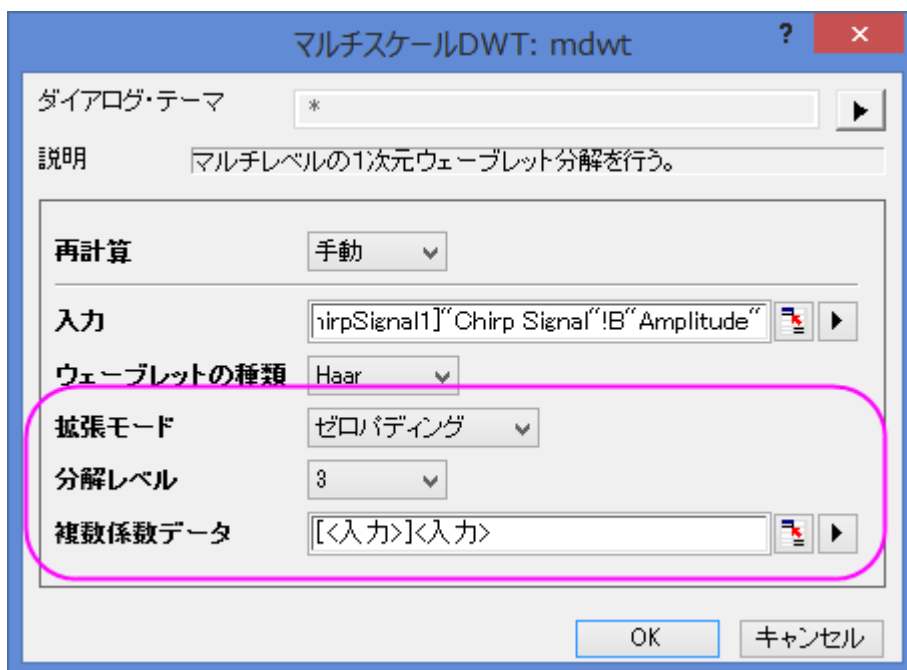 マルチスケールDWT: mdwt ? ×
ダイアログ・テーマ *
説明 マルチレベルの1次元ウェーブレット分解を行う。
再計算 手動
入力 hirpSignal1]"Chirp Signal"!B"Amplitude"
ウェーブレットの種類 Haar
拡張モード ゼロパディング
分解レベル 3
複数係数データ [<入力>]<入力>
OK キャンセル